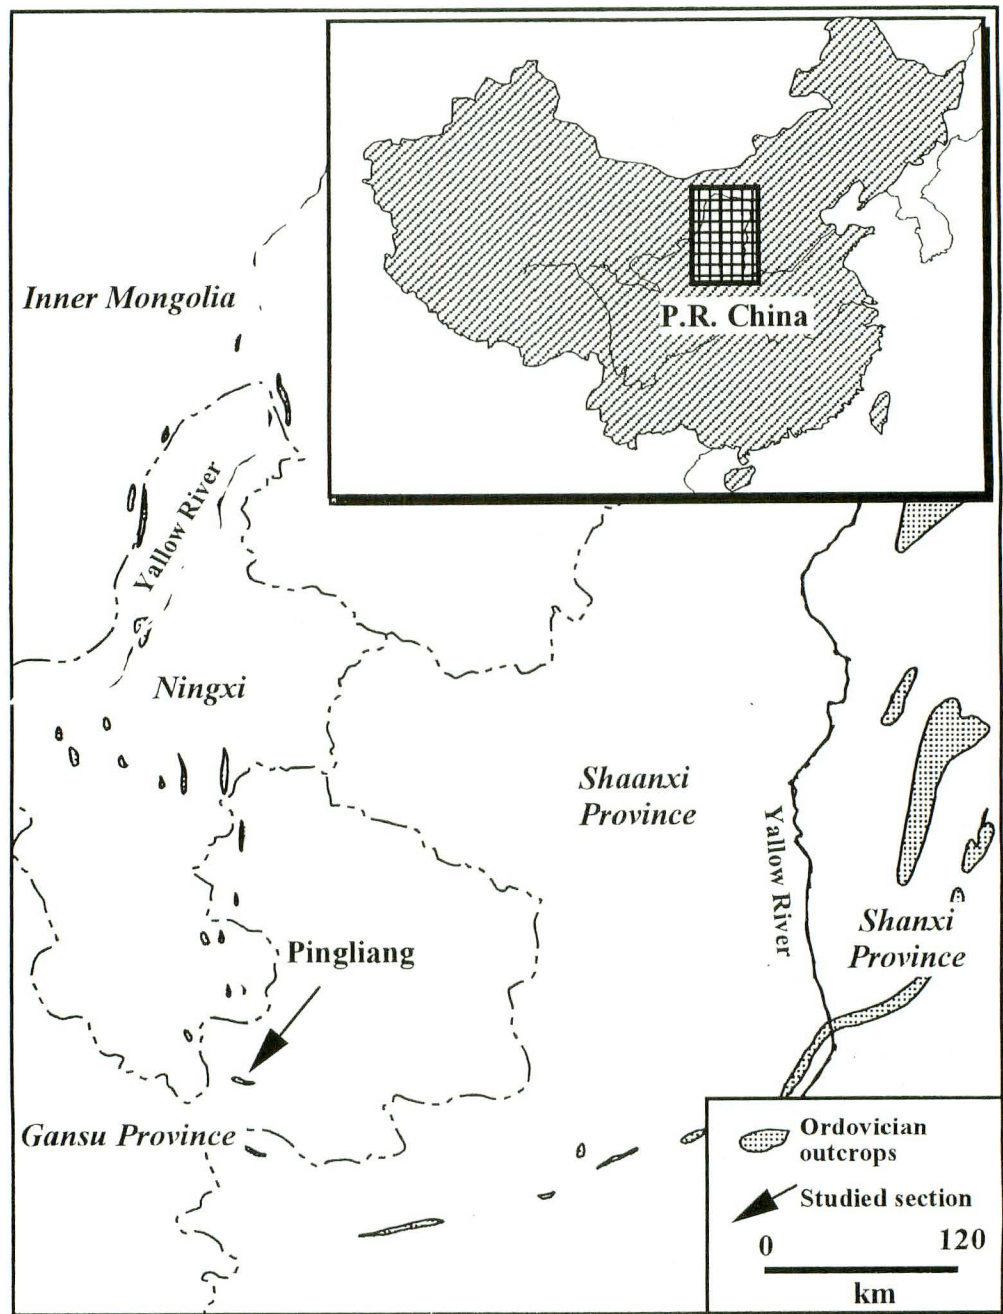 P.R. China
Inner Mongolia
Yallow River
Ningxi
Shaanxi
Province
Yallow River
Shanxi
Province
Pingliang
Gansu Province
Ordovician
outcrops
Studied section
0 120
km